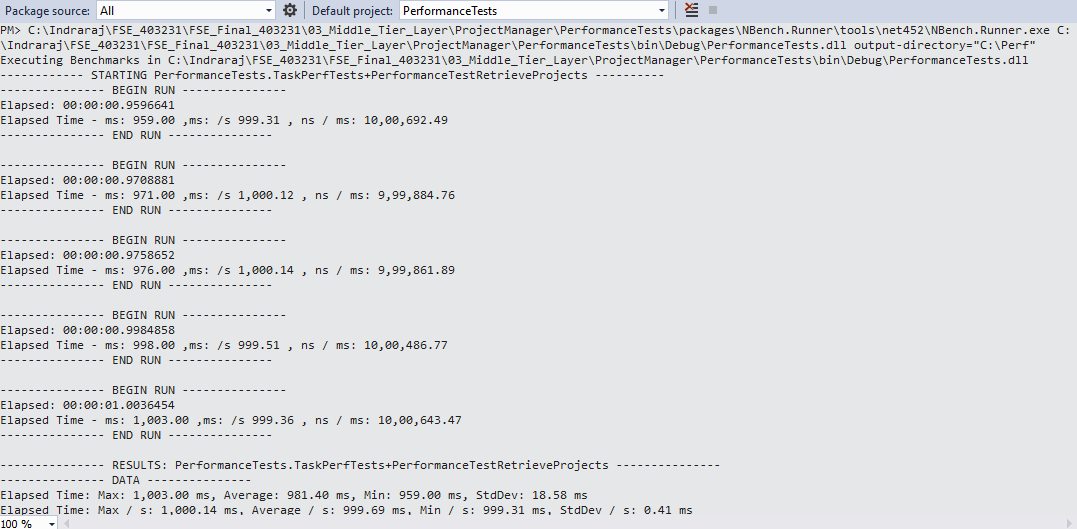 Package source: All Default project: PerformanceTests
PM> C:\Indraraj\FSE_403231\FSE_Final_403231\03_Middle_Tier_Layer\ProjectManager\PerformanceTests\packages\NBench.Runner\tools\net452\NBench.Runner.exe C:
\Indraraj\FSE_403231\FSE_Final_403231\03_Middle_Tier_Layer\ProjectManager\PerformanceTests\bin\Debug\PerformanceTests.dll output-directory="C:\Perf"
Executing Benchmarks in C:\Indraraj\FSE_403231\FSE_Final_403231\03_Middle_Tier_Layer\ProjectManager\PerformanceTests\bin\Debug\PerformanceTests.dll
------------ STARTING PerformanceTests.TaskPerfTests+PerformanceTestRetrieveProjects ----------
--------------- BEGIN RUN ---------------
Elapsed: 00:00:00.9596641
Elapsed Time - ms: 959.00 ,ms: /s 999.31 , ns / ms: 10,00,692.49
--------------- END RUN ---------------
--------------- BEGIN RUN ---------------
Elapsed: 00:00:00.9708881
Elapsed Time - ms: 971.00 ,ms: /s 1,000.12 , ns / ms: 9,99,884.76
--------------- END RUN ---------------
--------------- BEGIN RUN ---------------
Elapsed: 00:00:00.9758652
Elapsed Time - ms: 976.00 ,ms: /s 1,000.14 , ns / ms: 9,99,861.89
--------------- END RUN ---------------
--------------- BEGIN RUN ---------------
Elapsed: 00:00:00.9984858
Elapsed Time - ms: 998.00 ,ms: /s 999.51 , ns / ms: 10,00,486.77
--------------- END RUN ---------------
--------------- BEGIN RUN ---------------
Elapsed: 00:00:01.0036454
Elapsed Time - ms: 1,003.00 ,ms: /s 999.36 , ns / ms: 10,00,643.47
--------------- END RUN ---------------
--------------- RESULTS: PerformanceTests.TaskPerfTests+PerformanceTestRetrieveProjects ---------------
--------------- DATA ---------------
Elapsed Time: Max: 1,003.00 ms, Average: 981.40 ms, Min: 959.00 ms, StdDev: 18.58 ms
Elapsed Time: Max / s: 1,000.14 ms, Average / s: 999.69 ms, Min / s: 999.31 ms, StdDev / s: 0.41 ms
100 %